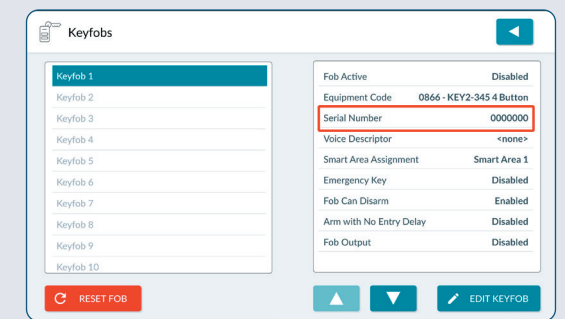 Keyfobs
Keyfob 1
Keyfob 2
Keyfob 3
Keyfob 4
Keyfob 5
Keyfob 6
Keyfob 7
Keyfob 8
Keyfob 9
Keyfob 10
Fob Active Disabled
Equipment Code 0866 - KEY2-345 4 Button
Serial Number 0000000
Voice Descriptor <none>
Smart Area Assignment Smart Area 1
Emergency Key Disabled
Fob Can Disarm Enabled
Arm with No Entry Delay Disabled
Fob Output Disabled
RESET FOB
EDIT KEYFOB